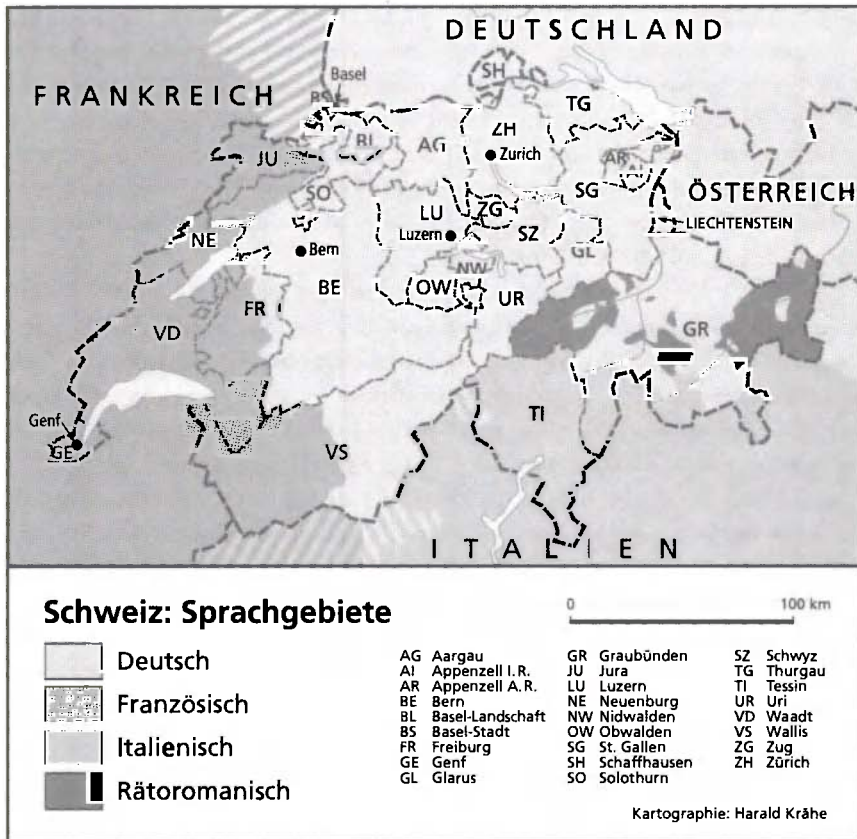 DEUTSCHLAND
FRANKREICH
Basel
SH
BS
TG
ZH
Zurich
AG
JU
AR
SO
SG
ÖSTERREICH
LIECHTENSTEIN
LU
ZG
SZ
Luzern
NE
Bern
GL
NW
OW
UR
BE
FR
GR
VD
Genf
GE
VS
TI
ITALIEN
Schweiz: Sprachgebiete
0 100 km
Deutsch
Französisch
Italienisch
Rätoromanisch
AG Aargau
AI Appenzell I.R.
AR Appenzell A.R.
BE Bern
BL Basel-Landschaft
BS Basel-Stadt
FR Freiburg
GE Genf
GL Glarus
GR Graubünden
JU Jura
LU Luzern
NE Neuenburg
NW Nidwalden
OW Obwalden
SG St. Gallen
SH Schaffhausen
SO Solothurn
SZ Schwyz
TG Thurgau
TI Tessin
UR Uri
VD Waadt
VS Wallis
ZG Zug
ZH Zürich
Kartographie: Harald Krähe